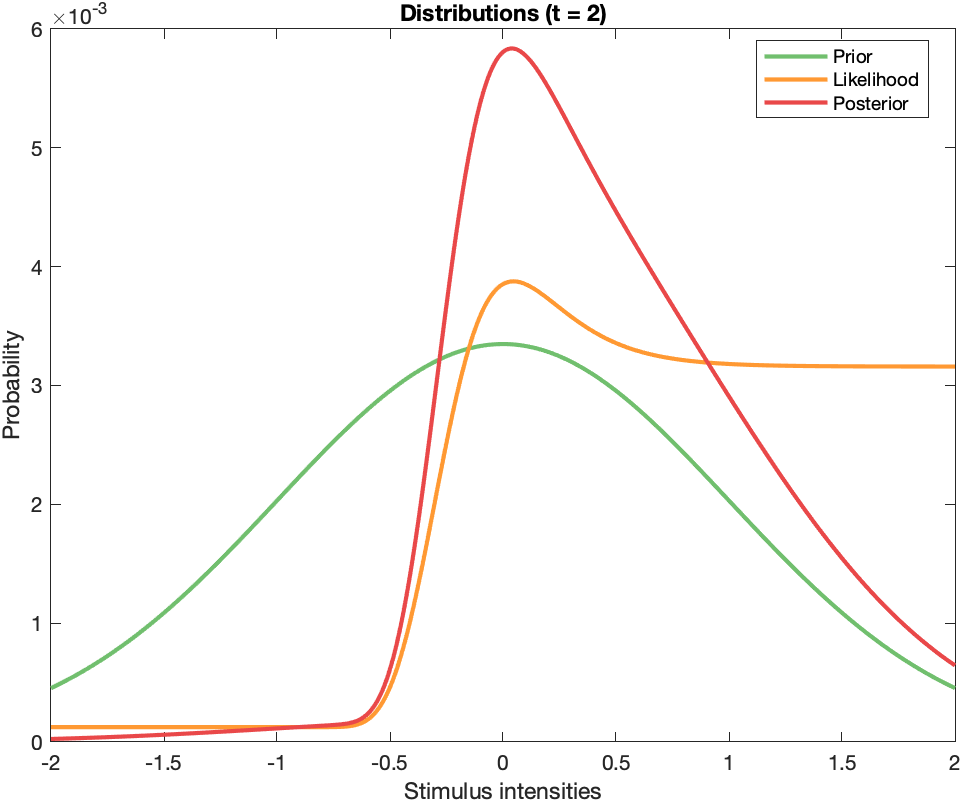 Distributions (t = 2)
×10-3
Prior
Likelihood
Posterior
6
5
4
3
2
1
0
Probability
-2 -1.5 -1 -0.5 0 0.5 1 1.5 2
Stimulus intensities